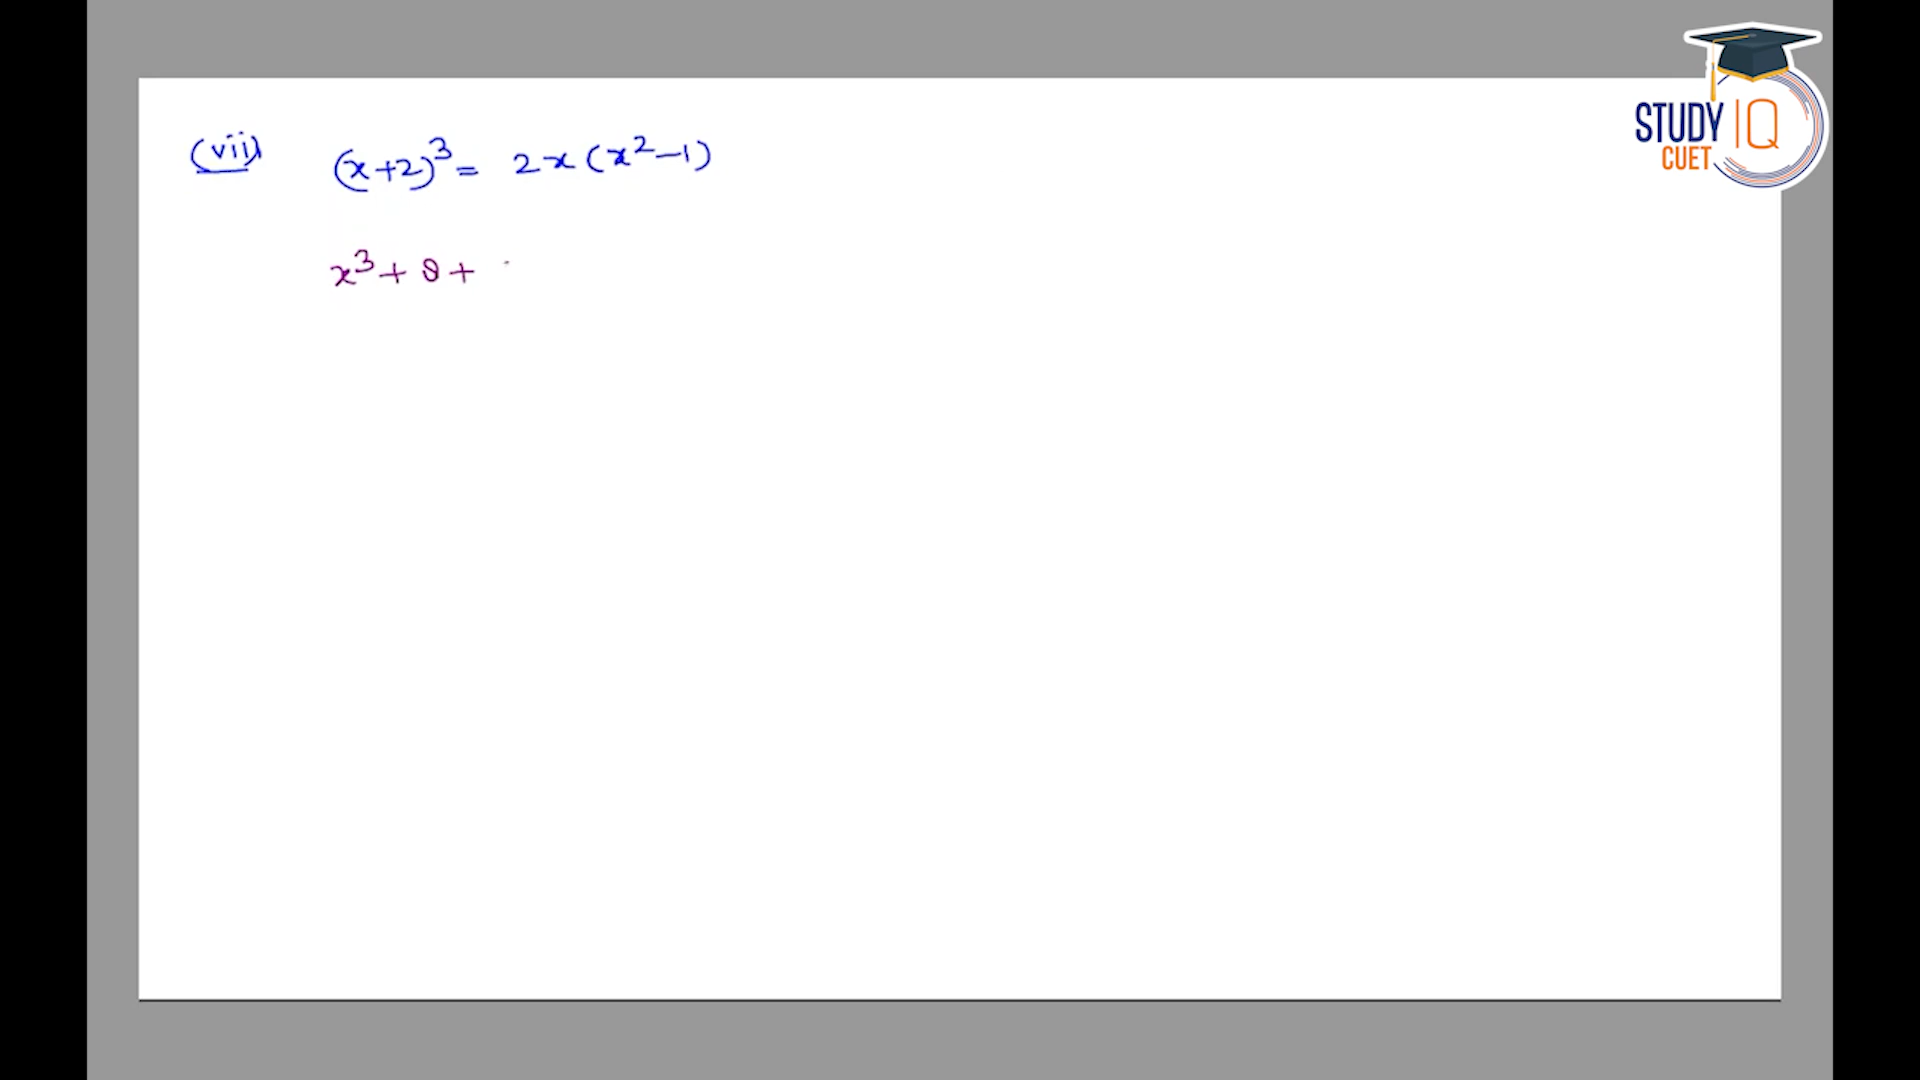 STUDY IQ
CUET
(vii) (x+2)³ = 2x(x²-1)
x³ + 8 +